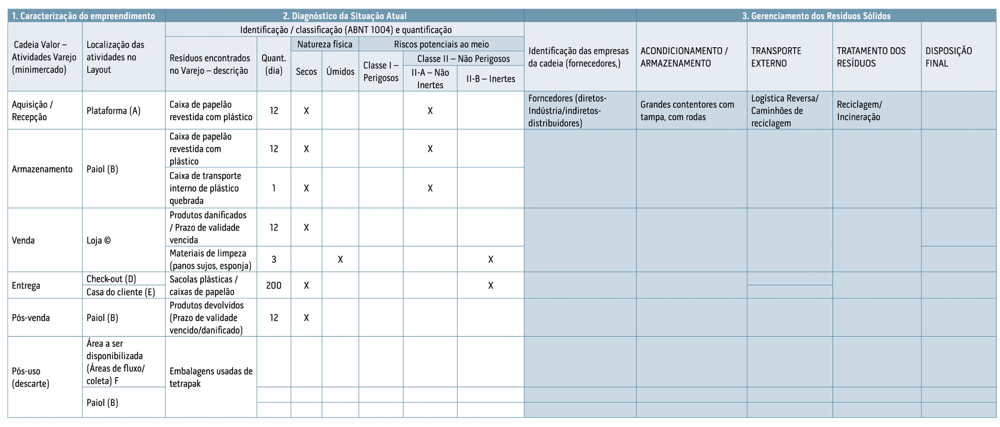 1. Caracterização do empreendimento
2. Diagnóstico da Situação Atual
3. Gerenciamento dos Resíduos Sólidos
Cadeia Valor –
Atividades Varejo
(minimercado)
Localização das
atividades no
Layout
Identificação / classificação (ABNT 1004) e quantificação
Resíduos encontrados
no Varejo – descrição
Quant.
(dia)
Natureza física
Secos
Úmidos
Riscos potenciais ao meio
Classe I –
Perigosos
Classe II – Não Perigosos
II-A – Não
Inertes
II-B – Inertes
Identificação das empresas
da cadeia (fornecedores,)
ACONDICIONAMENTO /
ARMAZENAMENTO
TRANSPORTE
EXTERNO
TRATAMENTO DOS
RESÍDUOS
DISPOSIÇÃO
FINAL
Aquisição /
Recepção
Plataforma (A)
Caixa de papelão
revestida com plástico
12
X
X
Forncedores (diretos-
Indústria/indiretos-
distribuidores)
Grandes contentores com
tampa, com rodas
Logística Reversa/
Caminhões de
reciclagem
Reciclagem/
Incineração
Armazenamento
Paiol (B)
Caixa de papelão
revestida com
plástico
12
X
X
Caixa de transporte
interno de plástico
quebrada
1
X
X
Venda
Loja ©
Produtos danificados
/ Prazo de validade
vencida
12
X
Materiais de limpeza
(panos sujos, esponja)
3
X
X
Entrega
Check-out (D)
Casa do cliente (E)
Sacolas plásticas /
caixas de papelão
200
X
X
Pós-venda
Paiol (B)
Produtos devolvidos
(Prazo de validade
vencido/danificado)
12
X
Pós-uso
(descarte)
Área a ser
disponibilizada
(Áreas de fluxo/
coleta) F
Paiol (B)
Embalagens usadas de
tetrapak